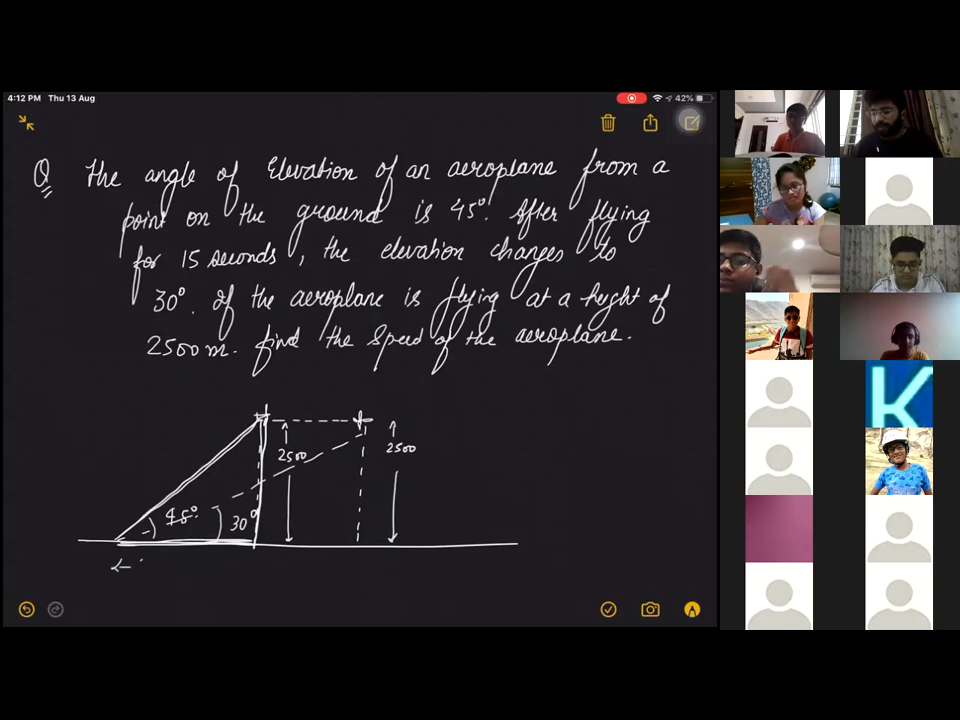 4:12 PM Thu 13 Aug
42%
Q The angle of Elevation of an aeroplane from a
point on the ground is 45°. After flying
for 15 seconds, the elevation changes to
30°. If the aeroplane is flying at a height of
2500 m. find the Speed of the aeroplane.
2500
2500
45°
30°
K